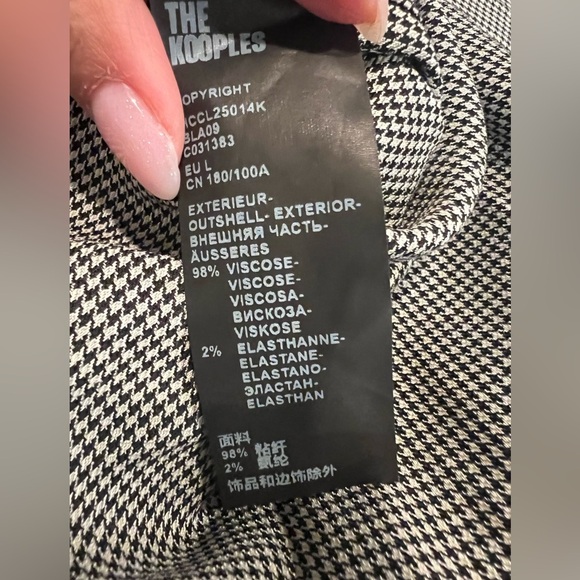 THE
KOOPLES
OPYRIGHT
CCL25014K
BLA09
C031383
EU L
CN 180/100A
EXTERIEUR-
OUTSHELL- EXTERIOR-
ВНЕШНЯЯ ЧАСТЬ-
ÄUSSERES
98% VISCOSE-
VISCOSE-
VISCOSA-
ВИСКОЗА-
VISKOSE
2% ELASTHANNE-
ELASTANE-
ELASTANO-
ЭЛАСТАН-
ELASTHAN
面料
98% 粘纤
2% 氨纶
饰品和边饰除外